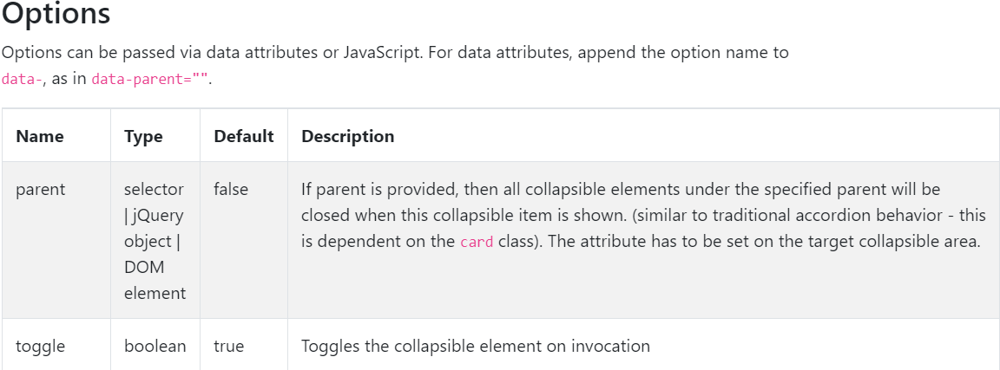 Options
Options can be passed via data attributes or JavaScript. For data attributes, append the option name to
data-, as in data-parent="".
Name Type Default Description
parent selector false If parent is provided, then all collapsible elements under the specified parent will be
| jQuery closed when this collapsible item is shown. (similar to traditional accordion behavior - this
object | is dependent on the card class). The attribute has to be set on the target collapsible area.
DOM
element
toggle boolean true Toggles the collapsible element on invocation